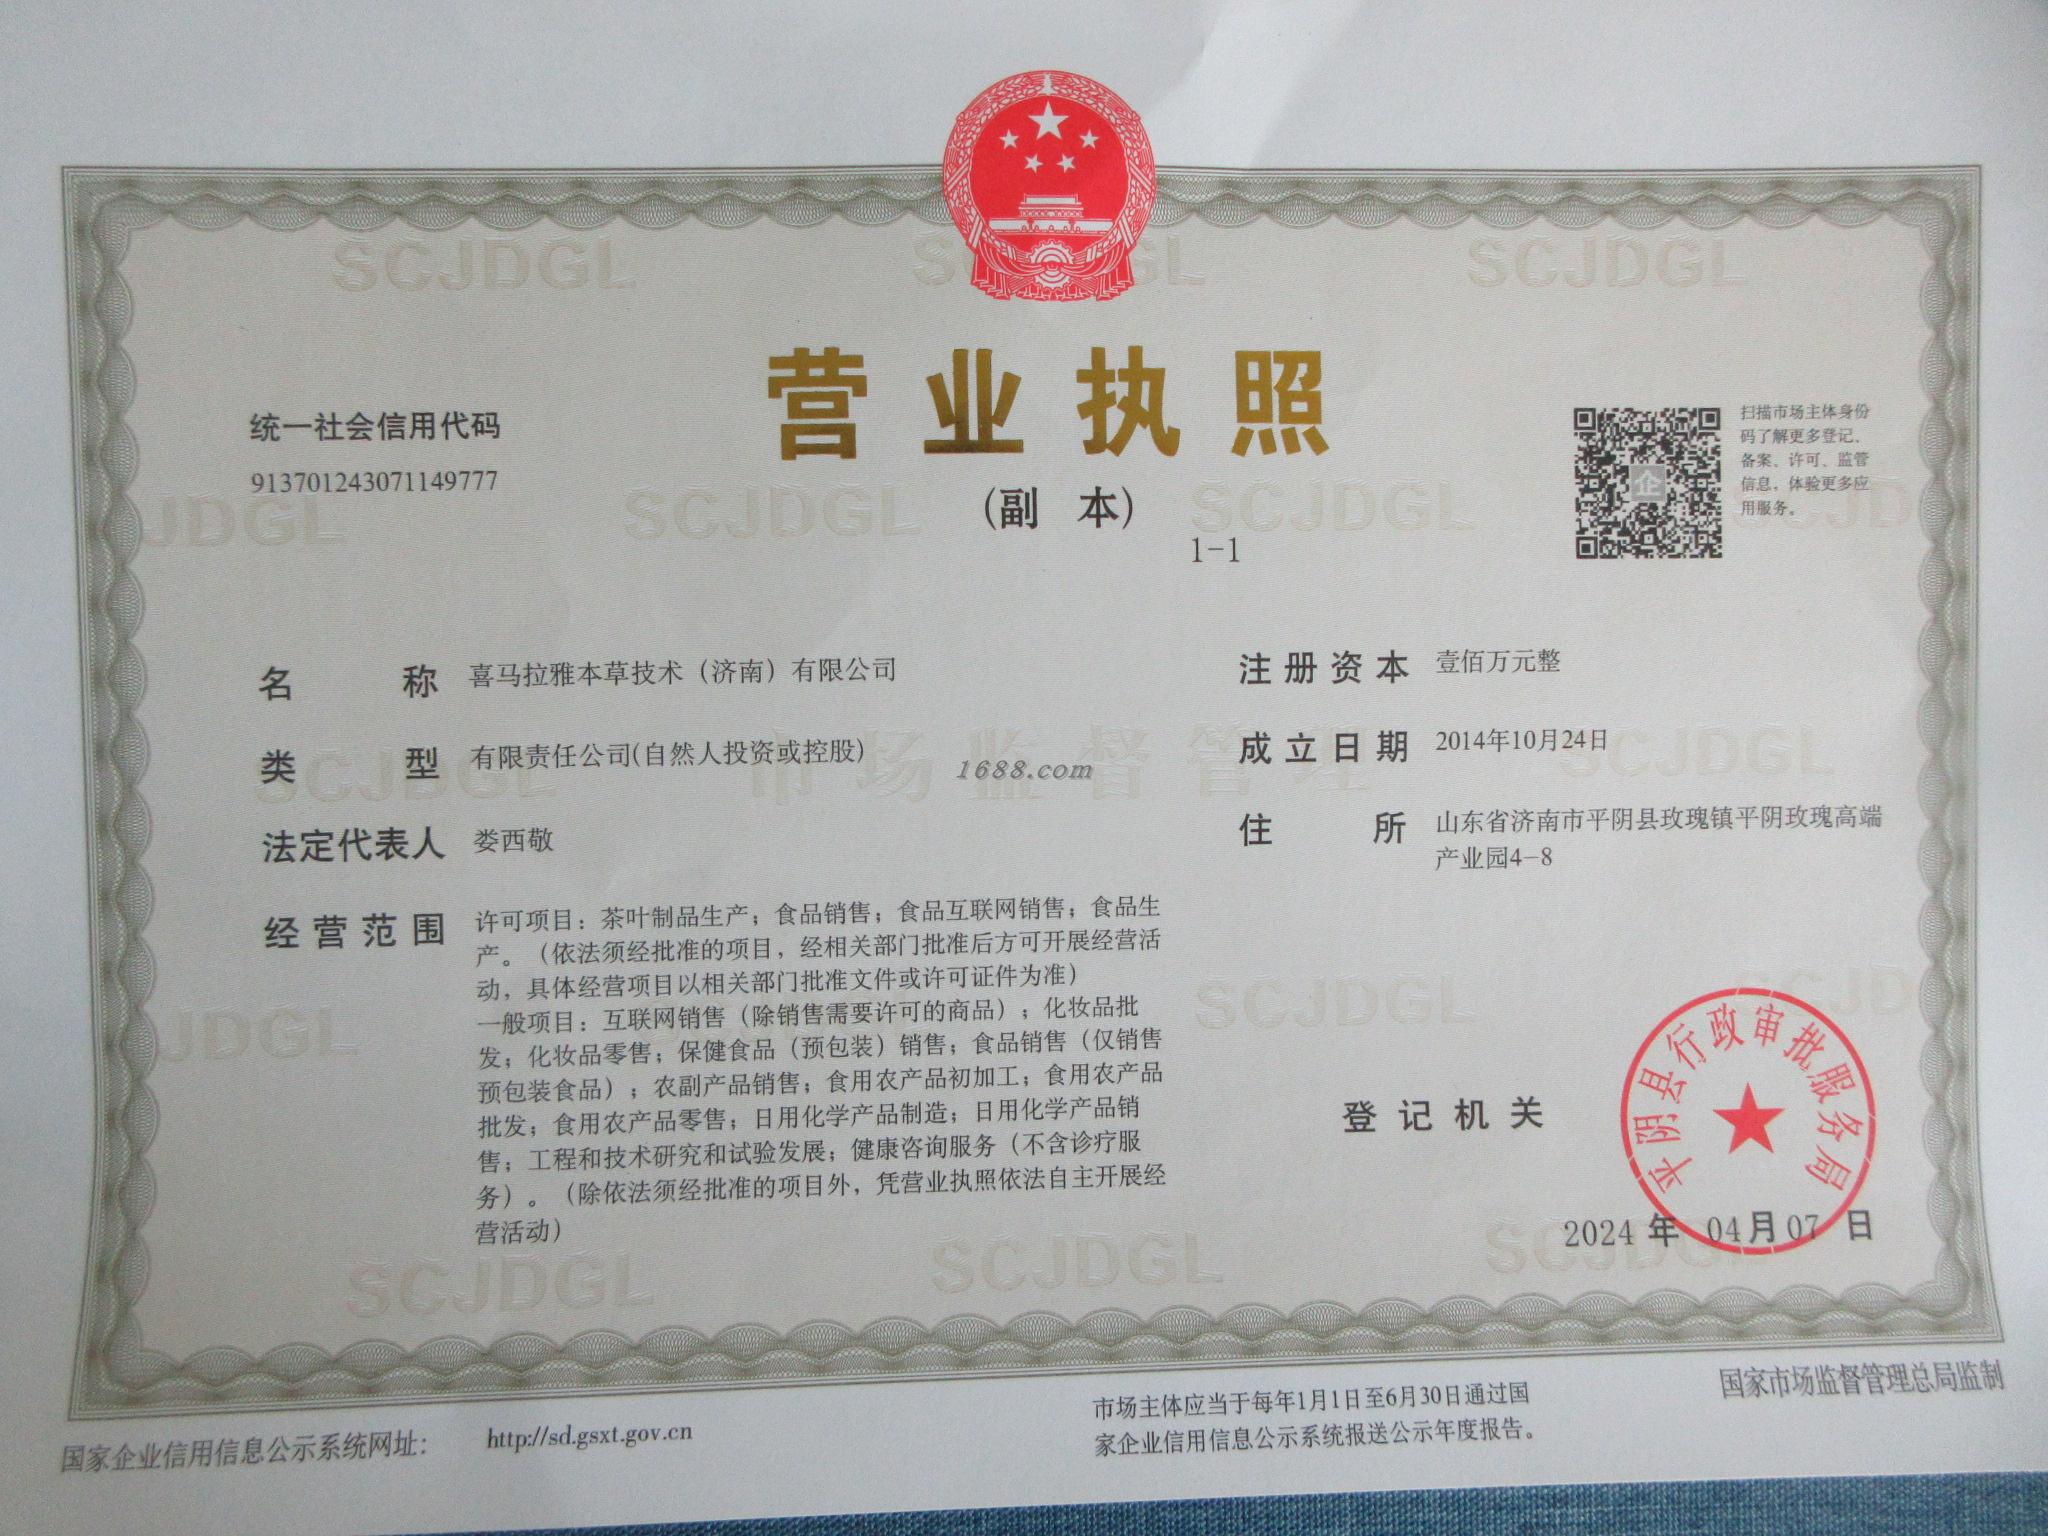 营业执照
(副 本)
1-1
统一社会信用代码
913701243071149777
扫描市场主体身份
码了解更多登记、
备案、许可、监管
信息，体验更多应
用服务。
名称 喜马拉雅本草技术（济南）有限公司
类型 有限责任公司(自然人投资或控股)
法定代表人 娄西敬
经营范围 许可项目：茶叶制品生产；食品销售；食品互联网销售；食品生
产。（依法须经批准的项目，经相关部门批准后方可开展经营活
动，具体经营项目以相关部门批准文件或许可证件为准）
一般项目：互联网销售（除销售需要许可的商品）；化妆品批
发；化妆品零售；保健食品（预包装）销售；食品销售（仅销售
预包装食品）；农副产品销售；食用农产品初加工；食用农产品
批发；食用农产品零售；日用化学产品制造；日用化学产品销
售；工程和技术研究和试验发展；健康咨询服务（不含诊疗服
务）。（除依法须经批准的项目外，凭营业执照依法自主开展经
营活动）
注册资本 壹佰万元整
成立日期 2014年10月24日
住所 山东省济南市平阴县玫瑰镇平阴玫瑰高端
产业园4-8
登记机关
平阴县行政审批服务局
2024 年 04月07 日
1688.com
市场监督管理
SCJDGL
SCJDGL
SCJDGL
JDGL
SCJDGL
SCJDGL
SCJD
SCJDGL
SCJDGL
JDGL
SCJDGL
SCJDGL
SCJDGL
SCJDGL
国家企业信用信息公示系统网址： http://sd.gsxt.gov.cn
市场主体应当于每年1月1日至6月30日通过国
家企业信用信息公示系统报送公示年度报告。
国家市场监督管理总局监制